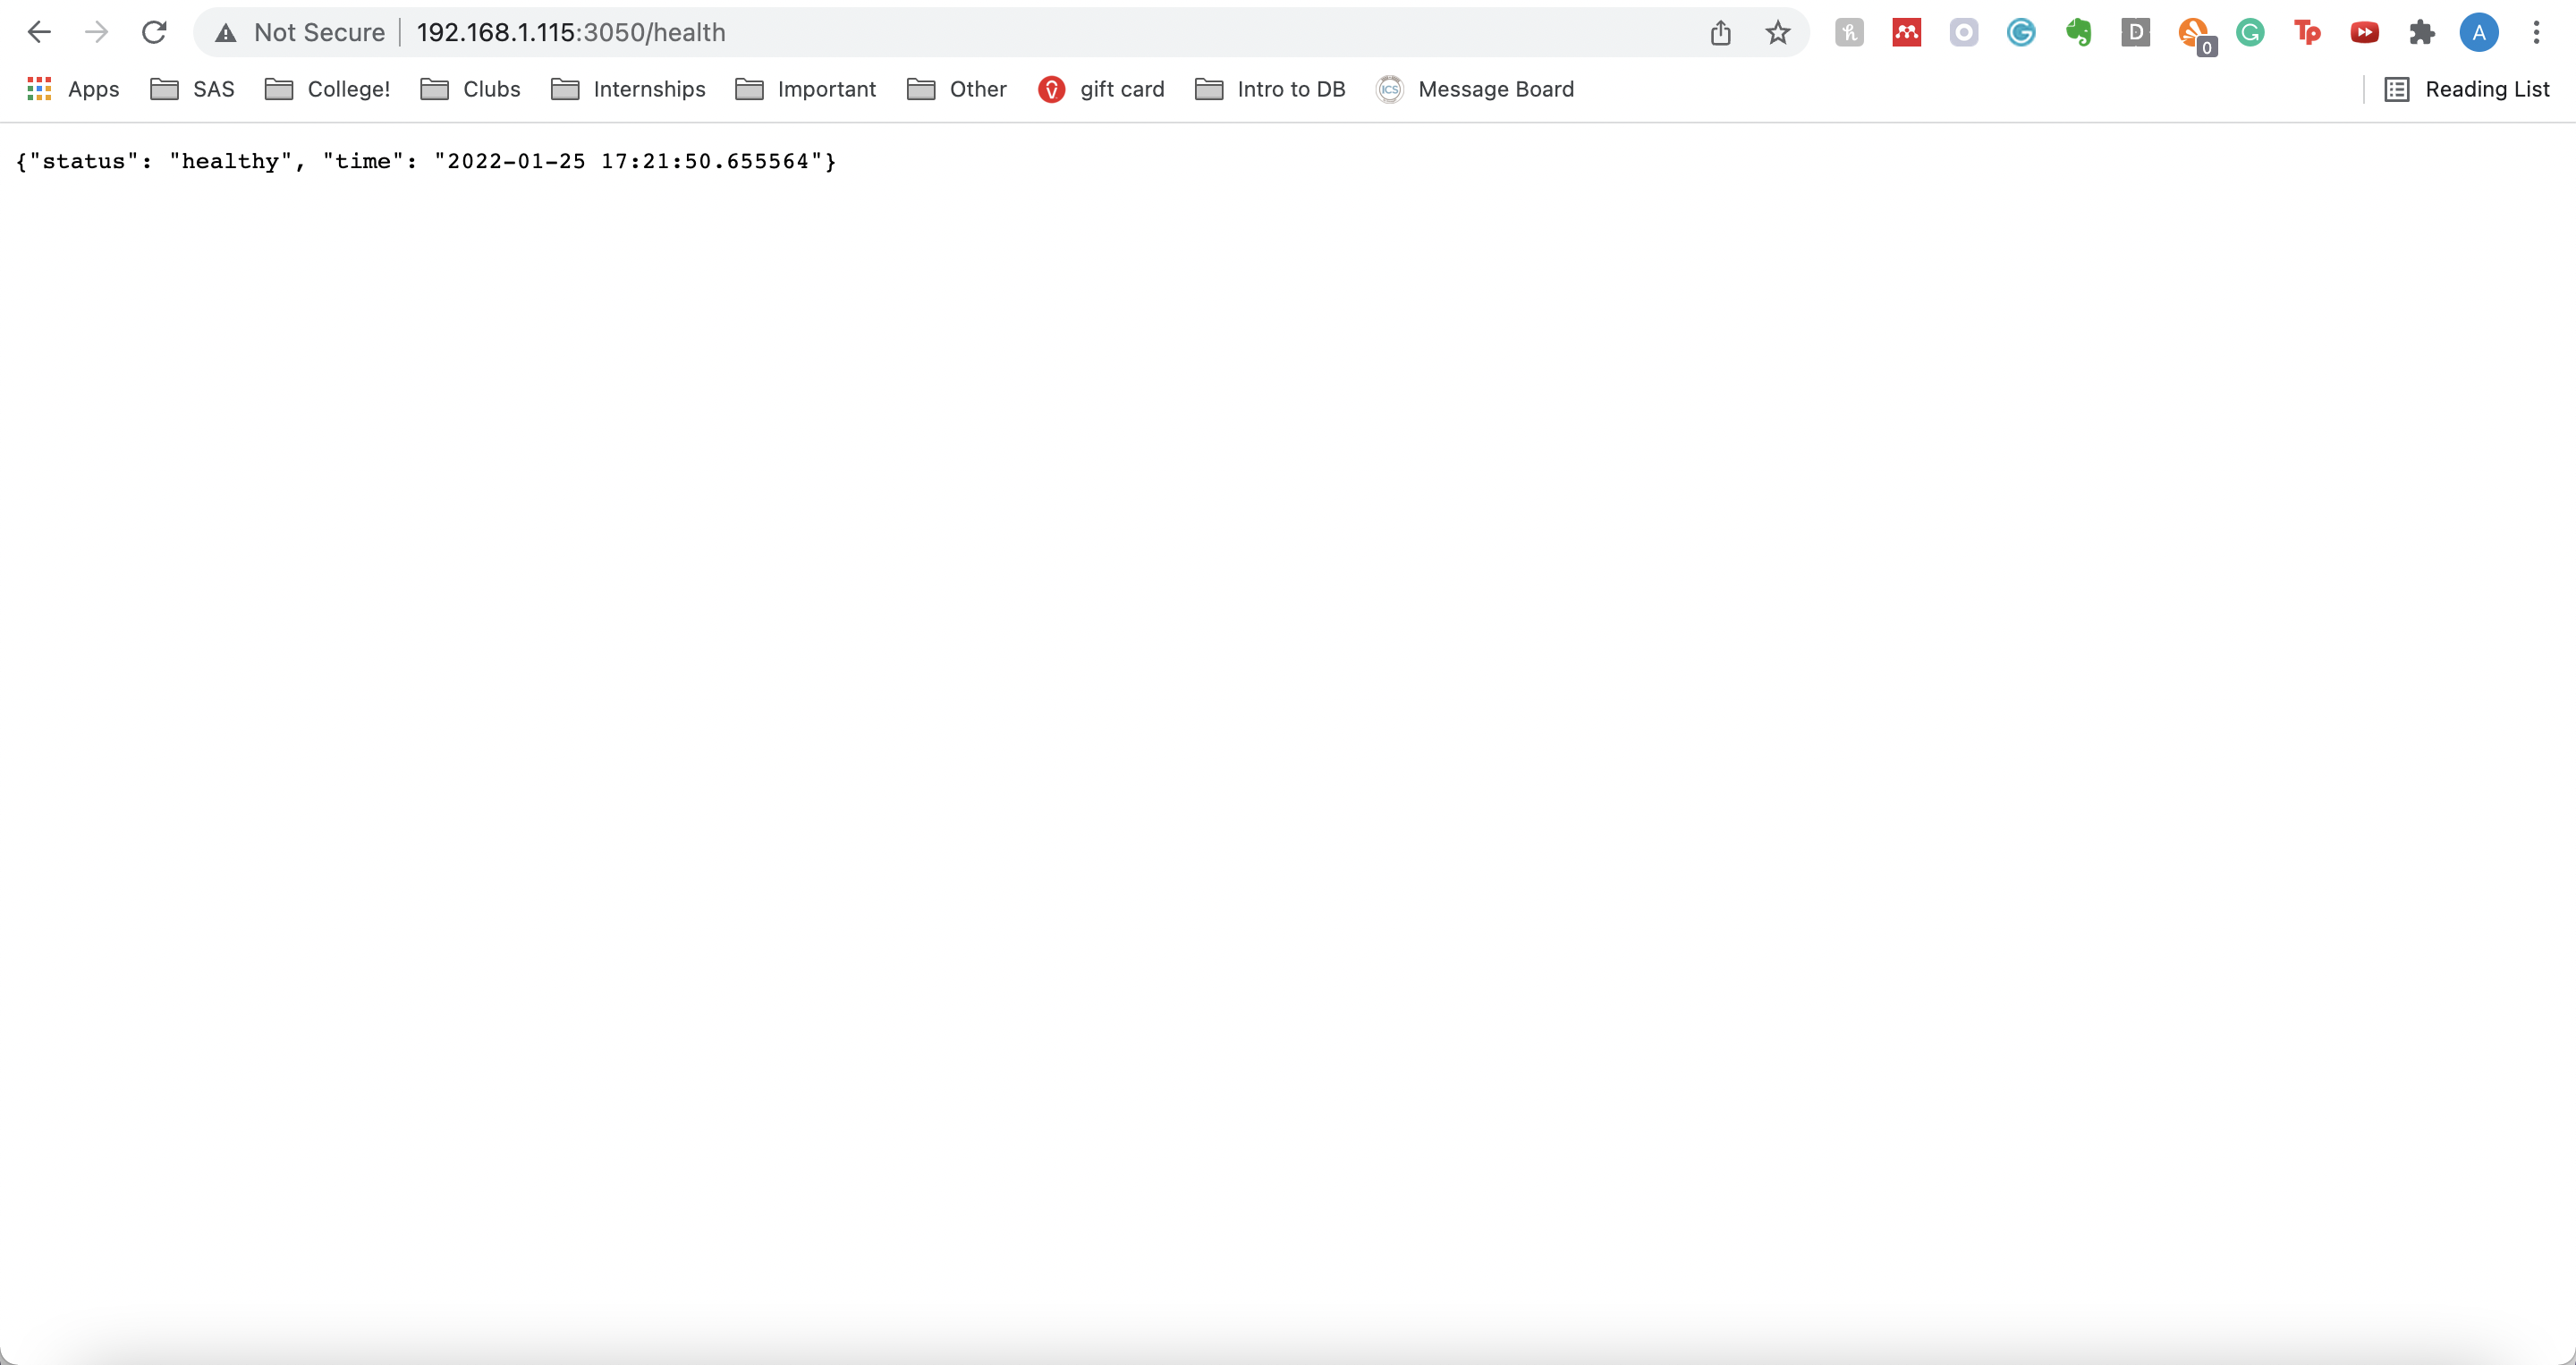 Not Secure 192.168.1.115:3050/health
h D 0 G Tp A
Apps SAS College! Clubs Internships Important Other gift card Intro to DB ICS Message Board Reading List
{"status": "healthy", "time": "2022-01-25 17:21:50.655564"}